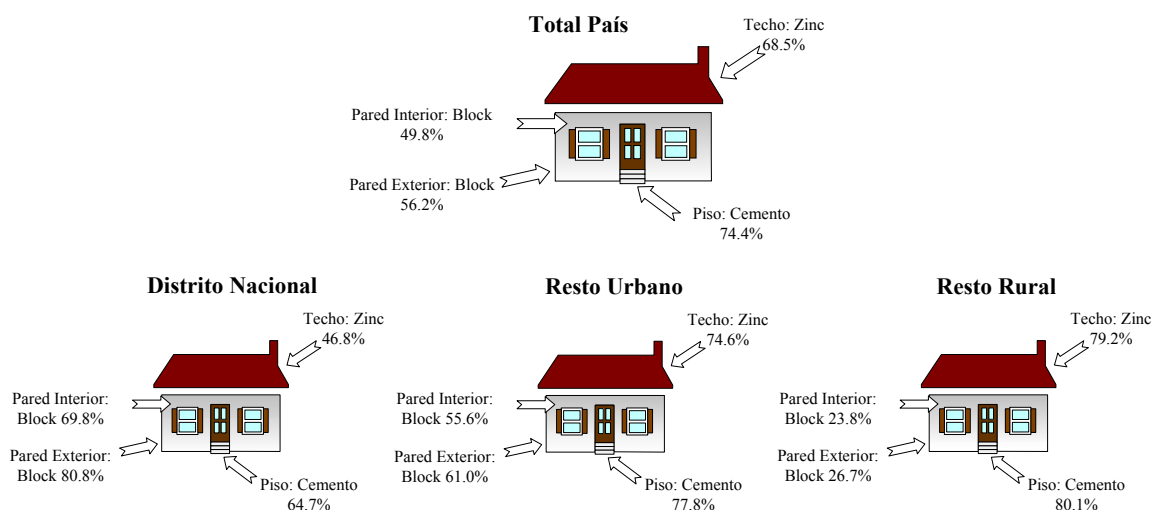 Total País
Techo: Zinc
68.5%
Pared Interior: Block
49.8%
Pared Exterior: Block
56.2%
Piso: Cemento
74.4%
Distrito Nacional
Techo: Zinc
46.8%
Pared Interior:
Block 69.8%
Pared Exterior:
Block 80.8%
Piso: Cemento
64.7%
Resto Urbano
Techo: Zinc
74.6%
Pared Interior:
Block 55.6%
Pared Exterior:
Block 61.0%
Piso: Cemento
77.8%
Resto Rural
Techo: Zinc
79.2%
Pared Interior:
Block 23.8%
Pared Exterior:
Block 26.7%
Piso: Cemento
80.1%